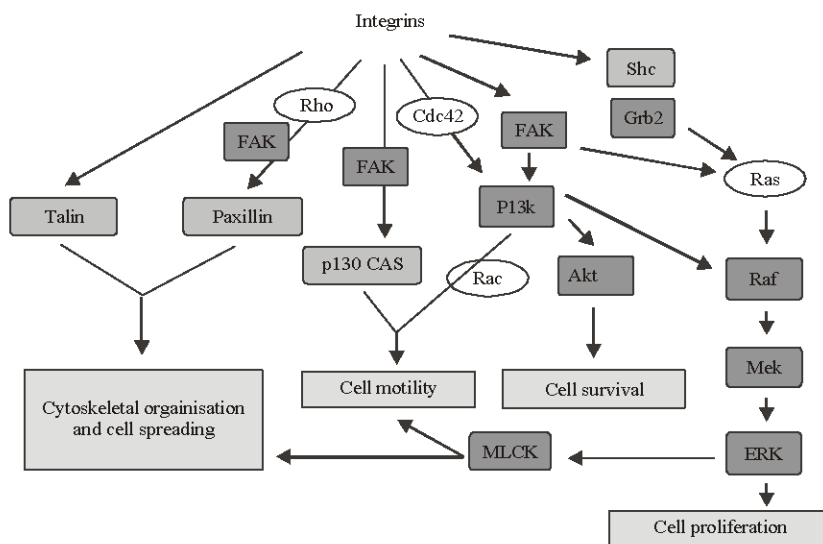 Integrins
Shc
Rho
Cdc42
Grb2
FAK
FAK
FAK
Ras
Talin
Paxillin
P13k
p130 CAS
Rac
Akt
Raf
Mek
Cell motility
Cell survival
Cytoskeletal orgainisation
and cell spreading
MLCK
ERK
Cell proliferation